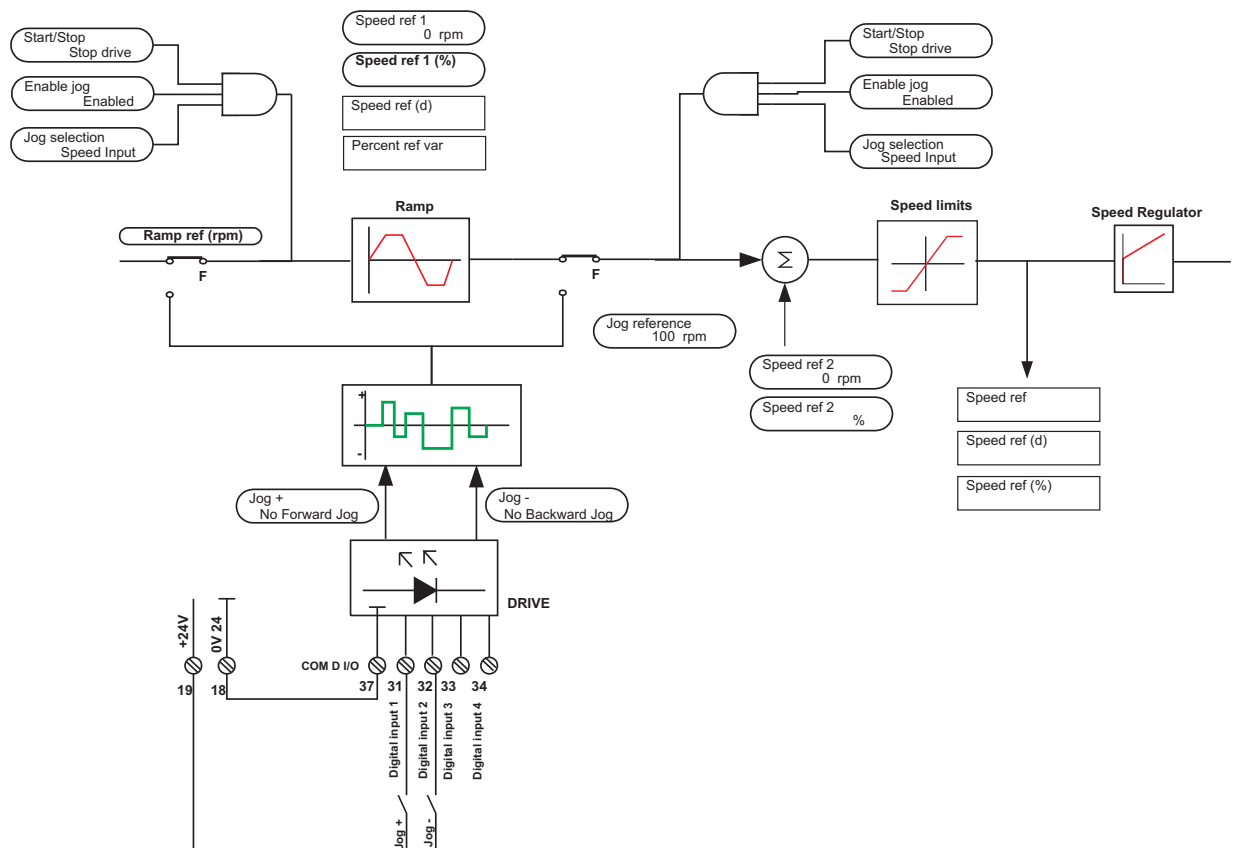 Start/Stop
Stop drive
Enable jog
Enabled
Jog selection
Speed Input
Speed ref 1
0 rpm
Speed ref 1 (%)
Speed ref (d)
Percent ref var
Start/Stop
Stop drive
Enable jog
Enabled
Jog selection
Speed Input
Ramp ref (rpm)
F
Ramp
F
Speed limits
Speed Regulator
Σ
Jog reference
100 rpm
Speed ref 2
0 rpm
Speed ref 2
%
Speed ref
Speed ref (d)
Speed ref (%)
+
-
Jog +
No Forward Jog
Jog -
No Backward Jog
DRIVE
+24V
0V 24
COM D I/O
19
18
37
31
32
33
34
Digital input 1
Digital input 2
Digital input 3
Digital input 4
Jog +
Jog -